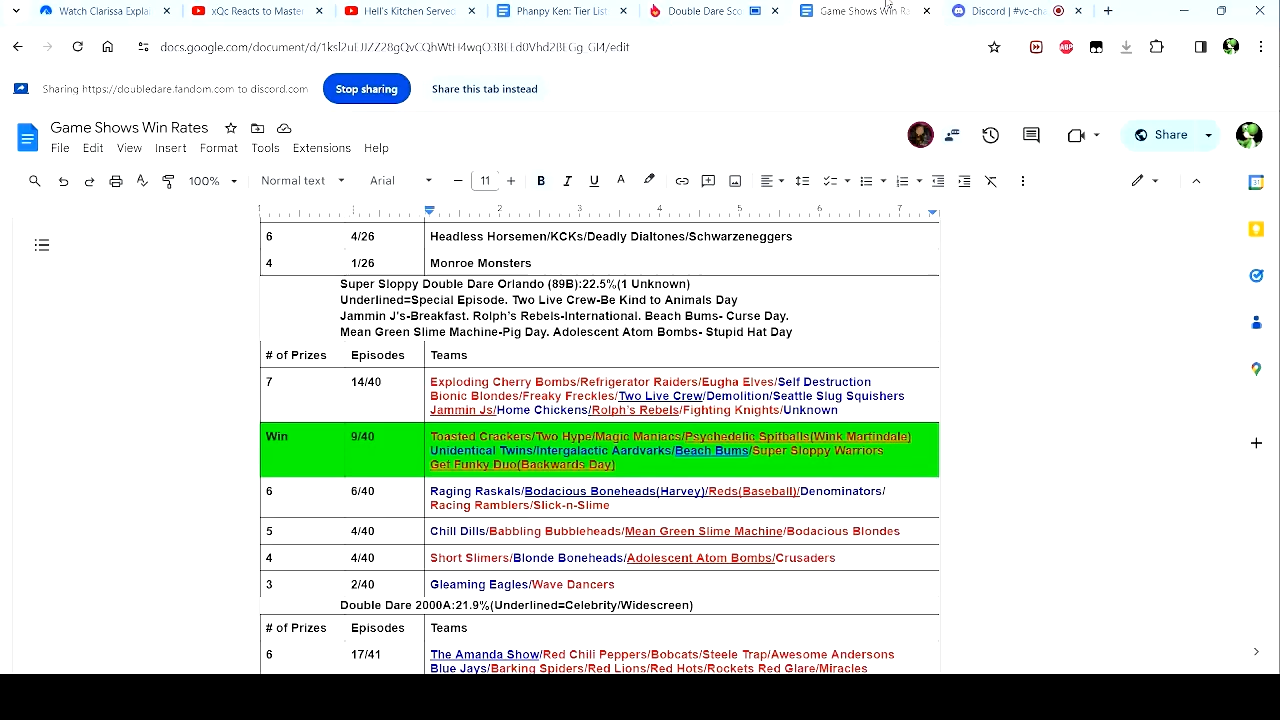 Watch Clarissa Expla
xQc Reacts to Master
Hell's Kitchen Served
Phanpy Ken: Tier List
Double Dare Sco
Game Shows Win Ra
Discord | #vc-cha
Sharing https://doubledare.fandom.com to discord.com
Stop sharing
Share this tab instead
Game Shows Win Rates
File Edit View Insert Format Tools Extensions Help
Share
100% Normal text Arial 11 B I U A
1 1 2 3 4 5 6 7
6 4/26 Headless Horsemen/KCKs/Deadly Dialtones/Schwarzeneggers
4 1/26 Monroe Monsters
Super Sloppy Double Dare Orlando (89B):22.5%(1 Unknown)
Underlined=Special Episode. Two Live Crew-Be Kind to Animals Day
Jammin J's-Breakfast. Rolph's Rebels-International. Beach Bums- Curse Day.
Mean Green Slime Machine-Pig Day. Adolescent Atom Bombs- Stupid Hat Day
# of Prizes Episodes Teams
7 14/40 Exploding Cherry Bombs/Refrigerator Raiders/Eugha Elves/Self Destruction
Bionic Blondes/Freaky Freckles/Two Live Crew/Demolition/Seattle Slug Squishers
Jammin Js/Home Chickens/Rolph's Rebels/Fighting Knights/Unknown
Win 9/40 Toasted Crackers/Two Hype/Magic Maniacs/Psychedelic Spitballs(Wink Martindale)
Unidentical Twins/Intergalactic Aardvarks/Beach Bums/Super Sloppy Warriors
Get Funky Duo(Backwards Day)
6 6/40 Raging Raskals/Bodacious Boneheads(Harvey)/Reds(Baseball)/Denominators/
Racing Ramblers/Slick-n-Slime
5 4/40 Chill Dills/Babbling Bubbleheads/Mean Green Slime Machine/Bodacious Blondes
4 4/40 Short Slimers/Blonde Boneheads/Adolescent Atom Bombs/Crusaders
3 2/40 Gleaming Eagles/Wave Dancers
Double Dare 2000A:21.9%(Underlined=Celebrity/Widescreen)
# of Prizes Episodes Teams
6 17/41 The Amanda Show/Red Chili Peppers/Bobcats/Steele Trap/Awesome Andersons
Blue Jays/Barking Spiders/Red Lions/Red Hots/Rockets Red Glare/Miracles